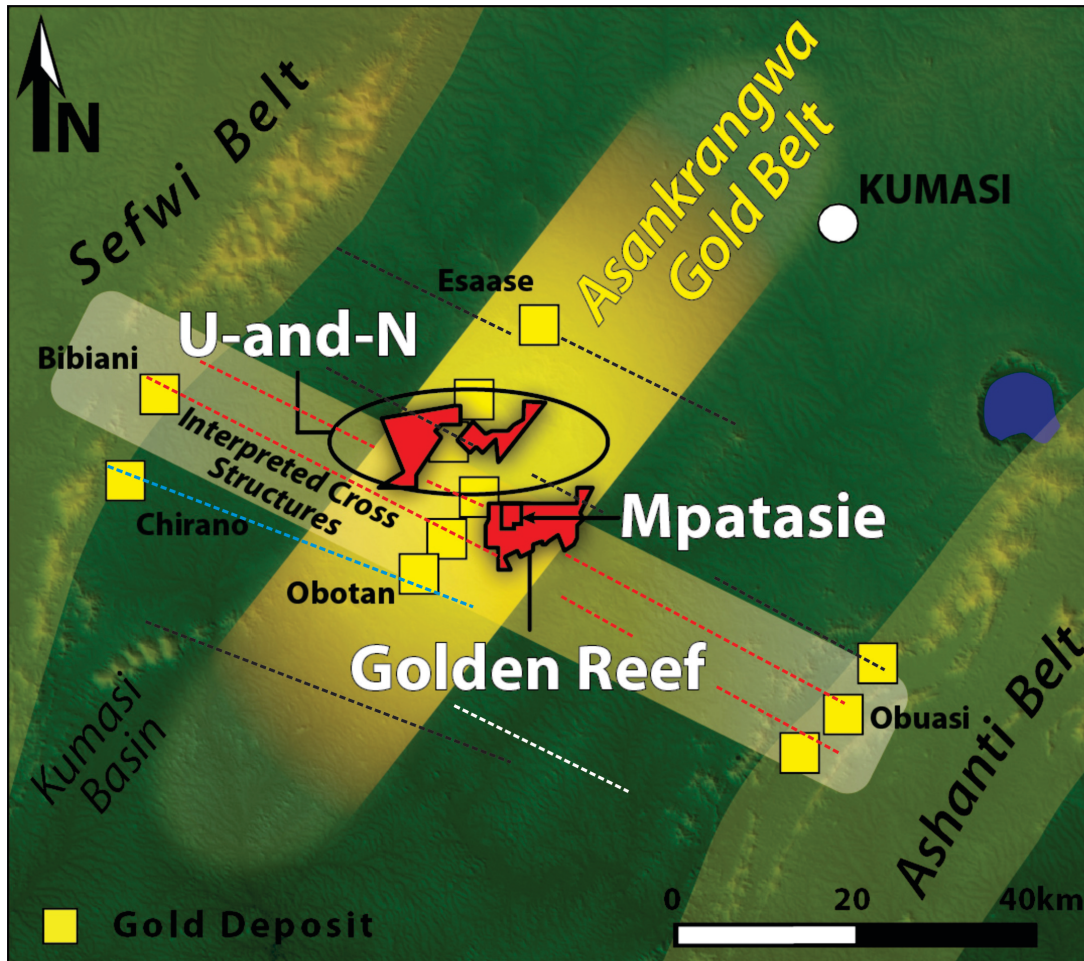 N
Sefwi Belt
Asankrangwa
Gold Belt
KUMASI
Esaase
U-and-N
Bibiani
Interpreted Cross
Structures
Chirano
Mpatasie
Obotan
Golden Reef
Obuasi
Kumasi
Basin
Ashanti Belt
0 20 40km
Gold Deposit